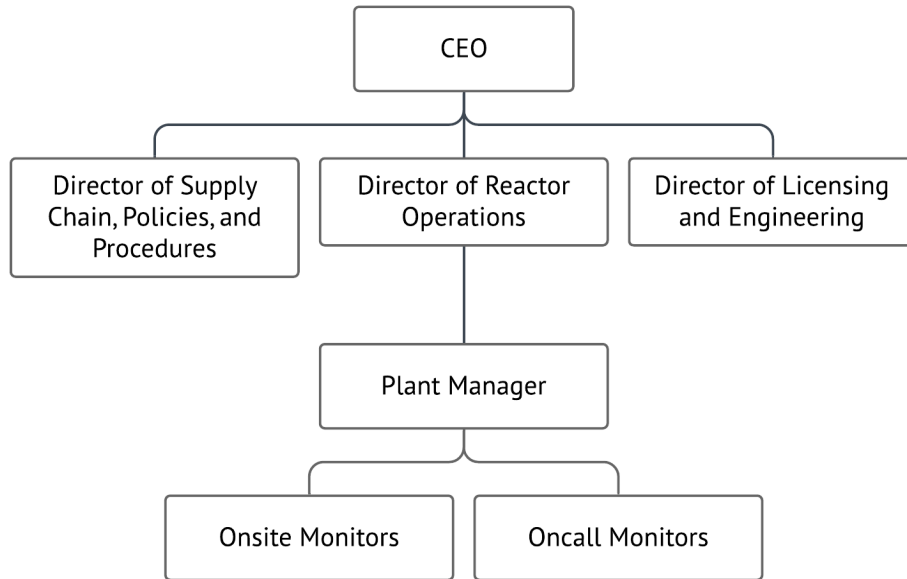 CEO
Director of Supply
Chain, Policies, and
Procedures
Director of Reactor
Operations
Director of Licensing
and Engineering
Plant Manager
Onsite Monitors
Oncall Monitors